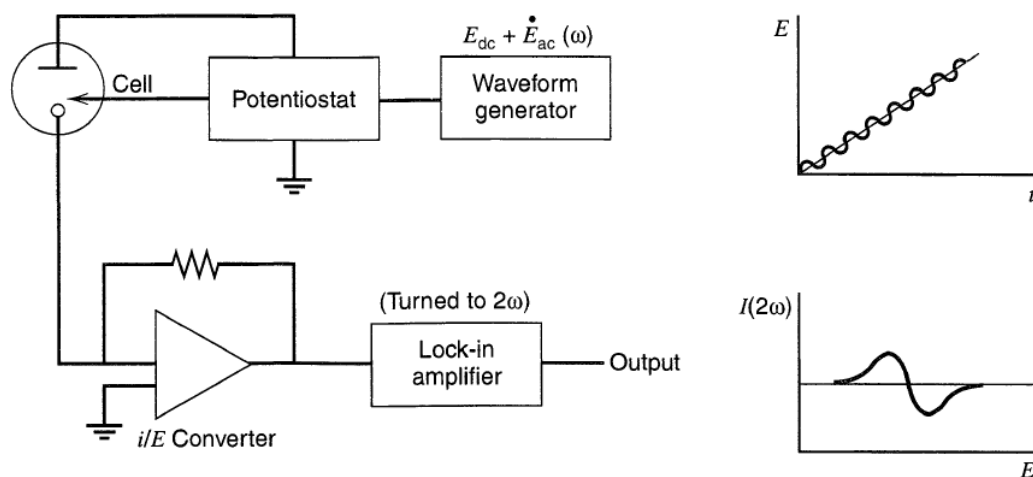 E_dc + Ė_ac (ω)
Cell
Potentiostat
Waveform
generator
E
t
(Turned to 2ω)
Lock-in
amplifier
Output
i/E Converter
I(2ω)
E